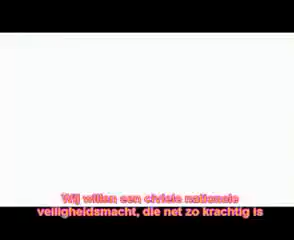 Wij willen een civiele nationale
veiligheidsmacht, die net zo krachtig is